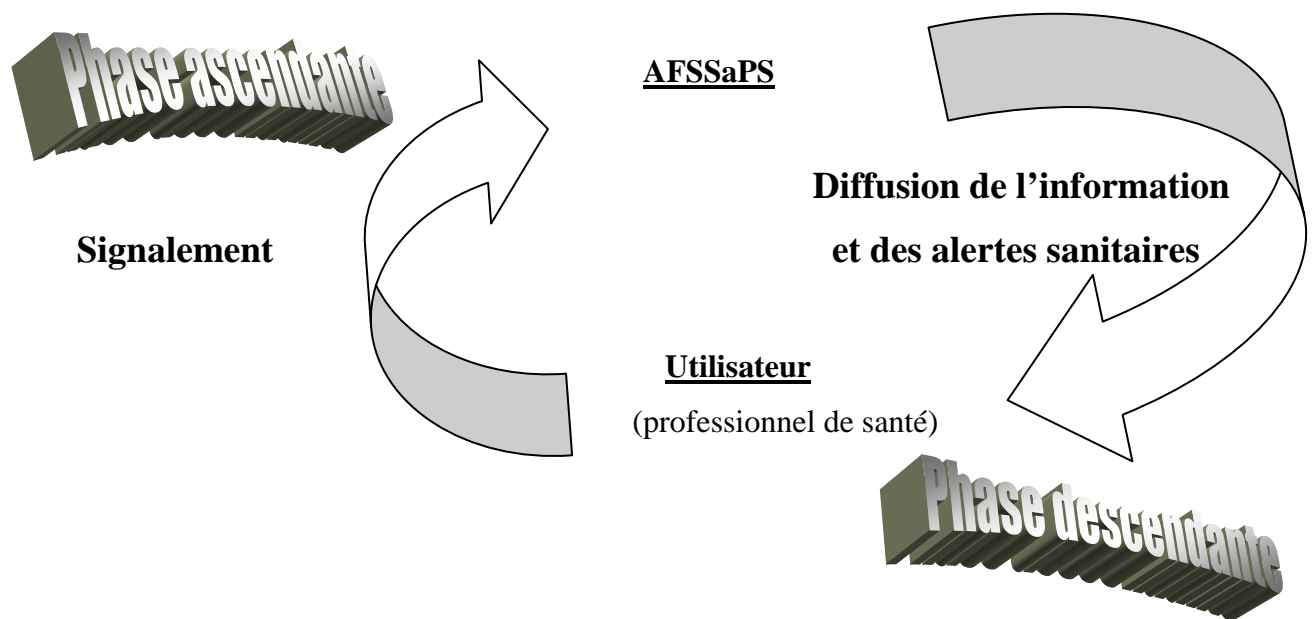 Phase ascendante
AFSSaPS
Diffusion de l’information
et des alertes sanitaires
Signalement
Utilisateur
(professionnel de santé)
Phase descendante